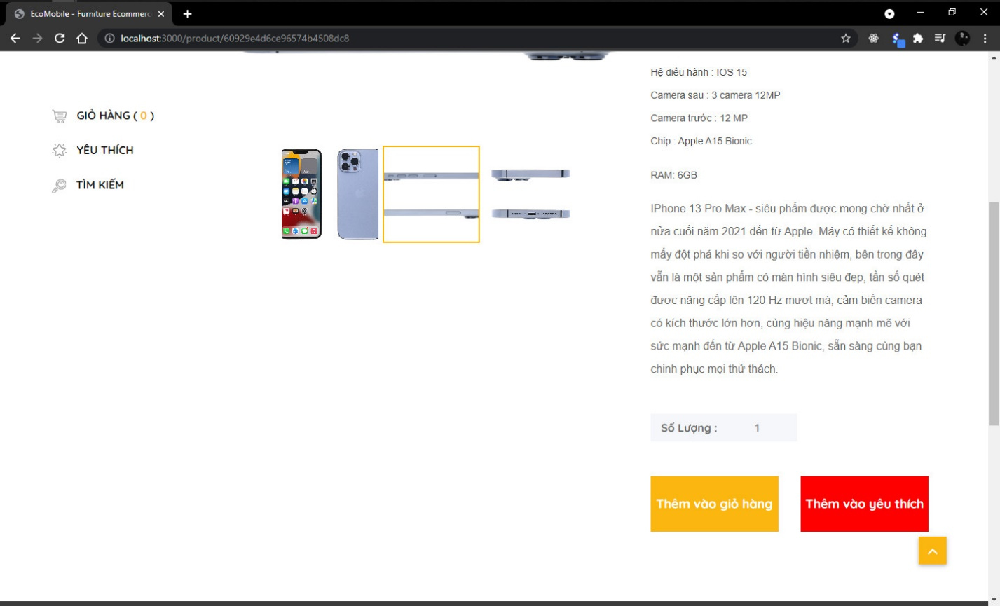 EcoMobile - Furniture Ecommerc
localhost:3000/product/60929e4d6ce96574b4508dc8
GIỎ HÀNG ( 0 )
YÊU THÍCH
TÌM KIẾM
Hệ điều hành : IOS 15
Camera sau : 3 camera 12MP
Camera trước : 12 MP
Chip : Apple A15 Bionic
RAM: 6GB
IPhone 13 Pro Max - siêu phẩm được mong chờ nhất ở
nửa cuối năm 2021 đến từ Apple. Máy có thiết kế không
mấy đột phá khi so với người tiền nhiệm, bên trong đây
vẫn là một sản phẩm có màn hình siêu đẹp, tần số quét
được nâng cấp lên 120 Hz mượt mà, cảm biến camera
có kích thước lớn hơn, cùng hiệu năng mạnh mẽ với
sức mạnh đến từ Apple A15 Bionic, sẵn sàng cùng bạn
chinh phục mọi thử thách.
Số Lượng : 1
Thêm vào giỏ hàng
Thêm vào yêu thích